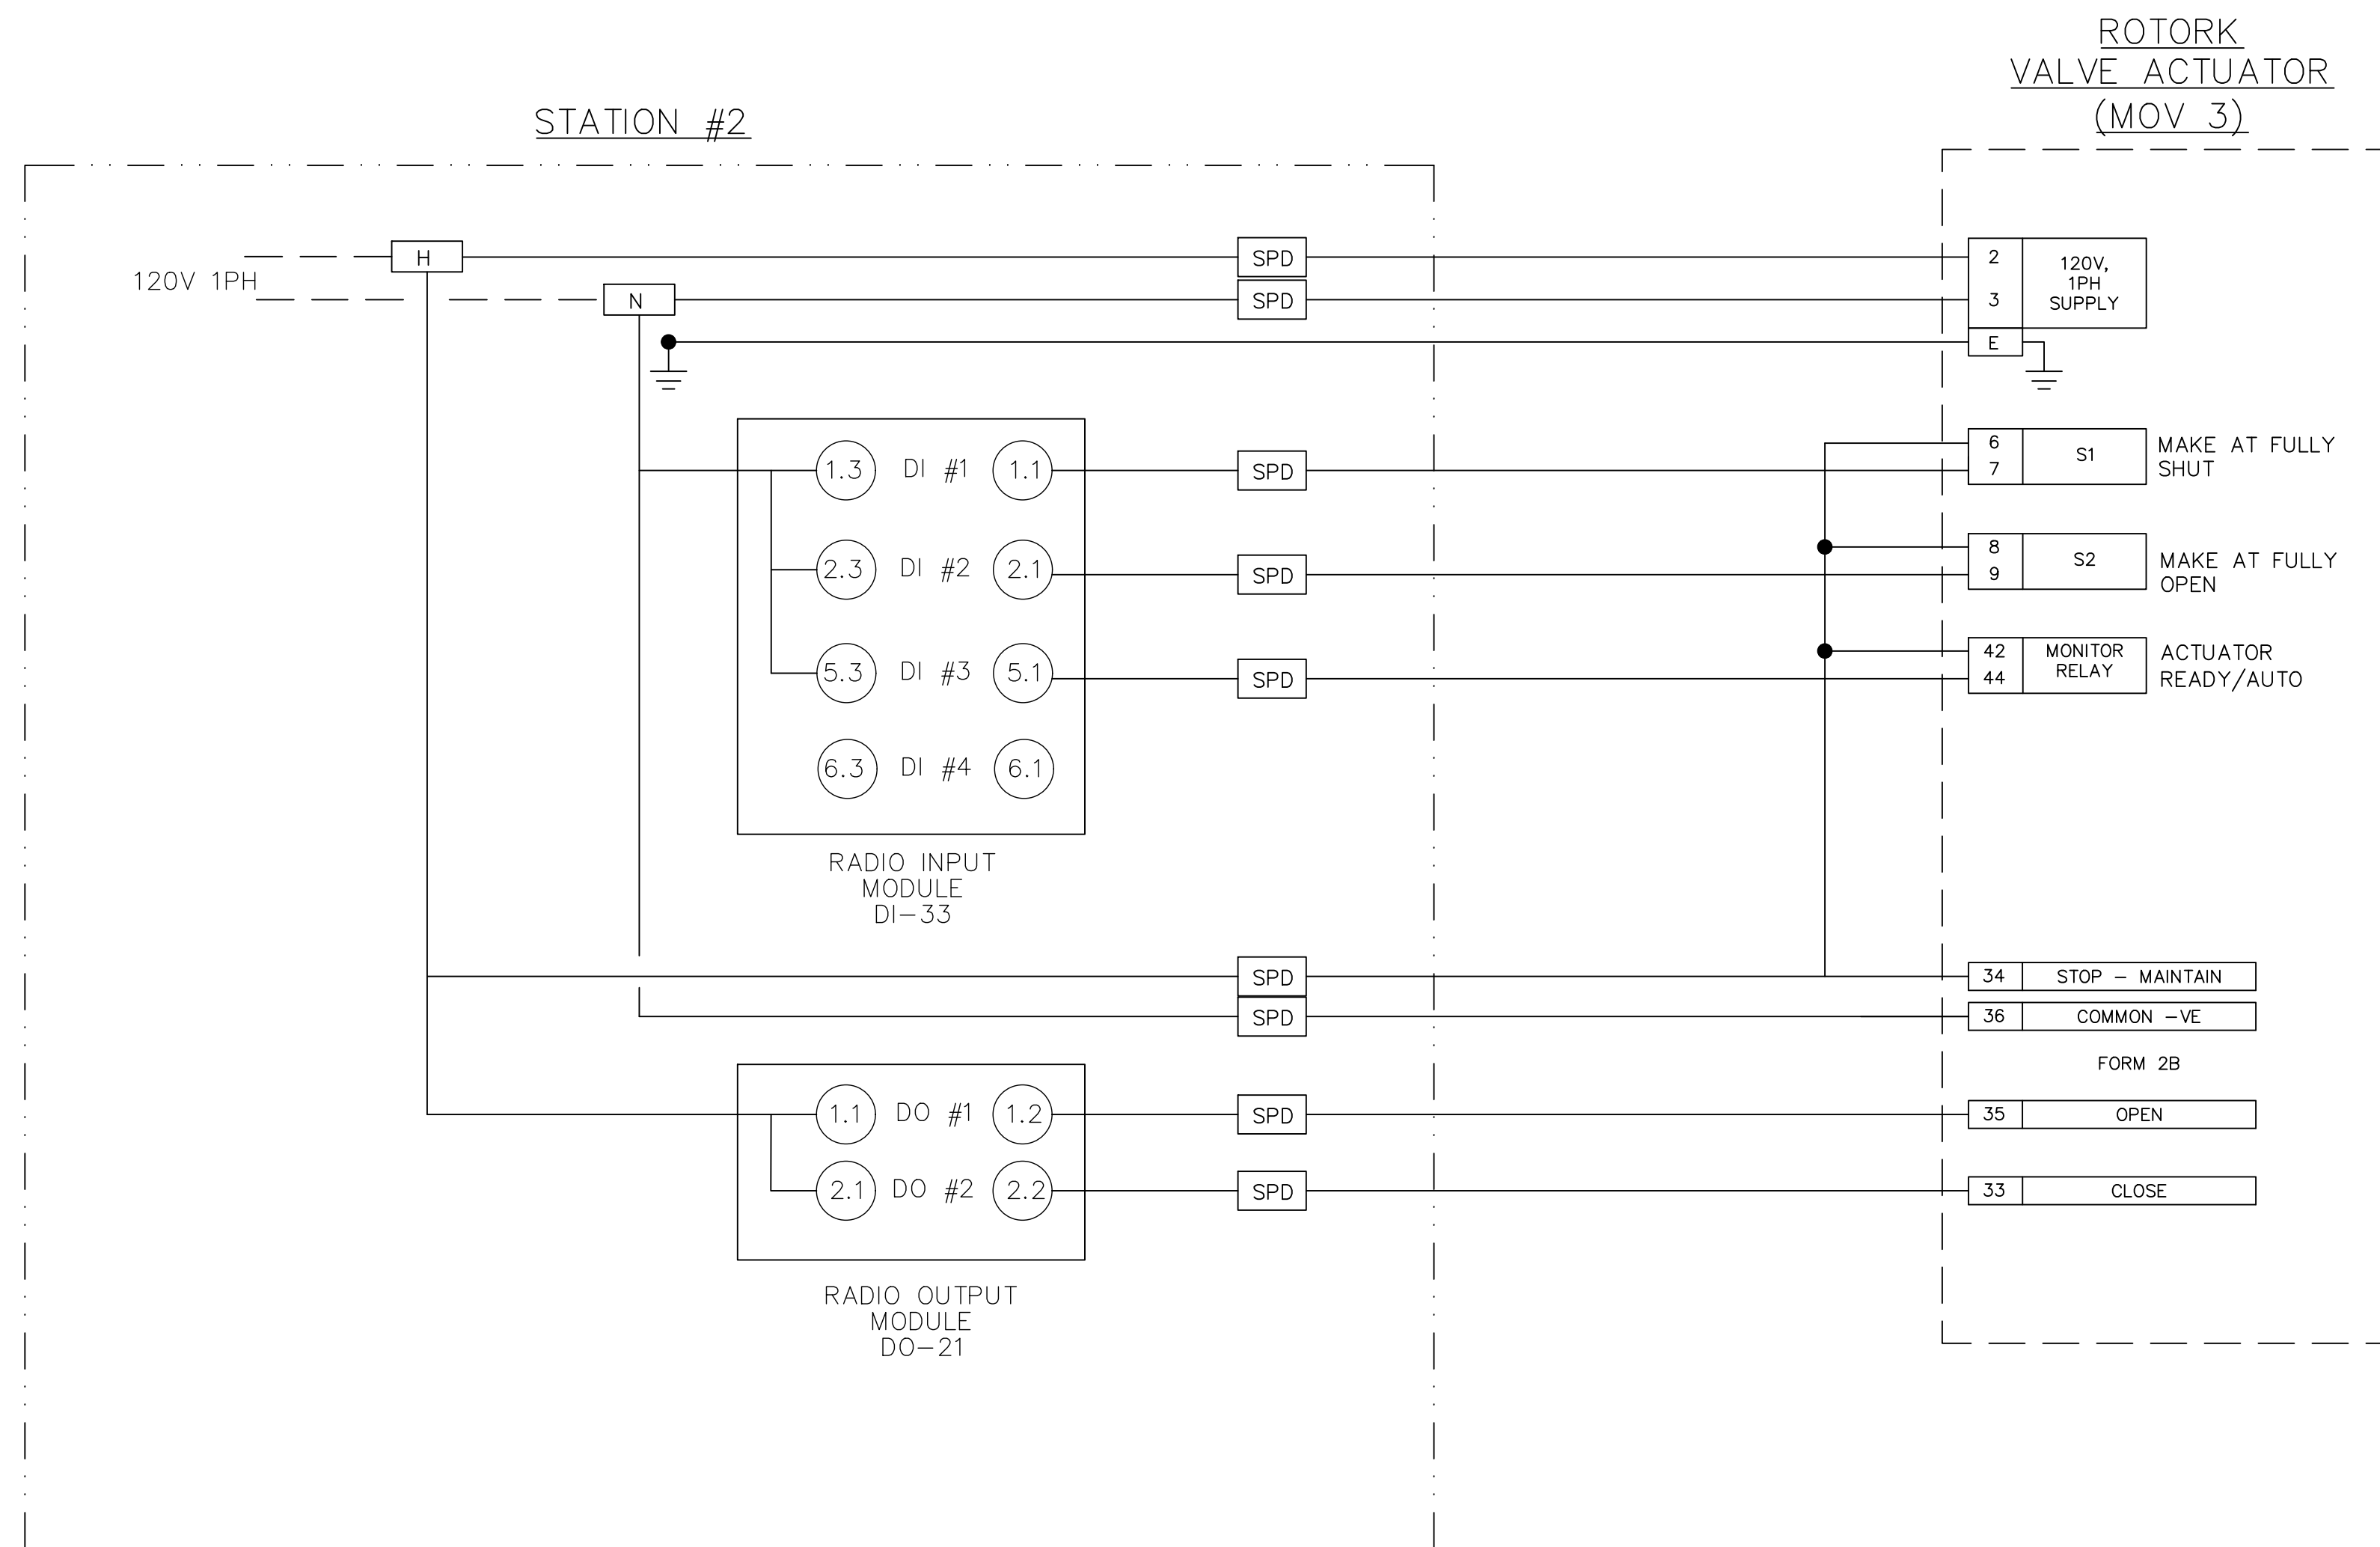 ROTORK
VALVE ACTUATOR
(MOV 3)
STATION #2
120V 1PH
H
SPD
2
120V,
1PH
SUPPLY
N
SPD
3
E
1.3 DI #1 1.1
SPD
6
7
S1
MAKE AT FULLY
SHUT
2.3 DI #2 2.1
SPD
8
9
S2
MAKE AT FULLY
OPEN
5.3 DI #3 5.1
SPD
42
44
MONITOR
RELAY
ACTUATOR
READY/AUTO
6.3 DI #4 6.1
RADIO INPUT
MODULE
DI-33
SPD
34 STOP - MAINTAIN
SPD
36 COMMON -VE
FORM 2B
1.1 DO #1 1.2
SPD
35 OPEN
2.1 DO #2 2.2
SPD
33 CLOSE
RADIO OUTPUT
MODULE
DO-21